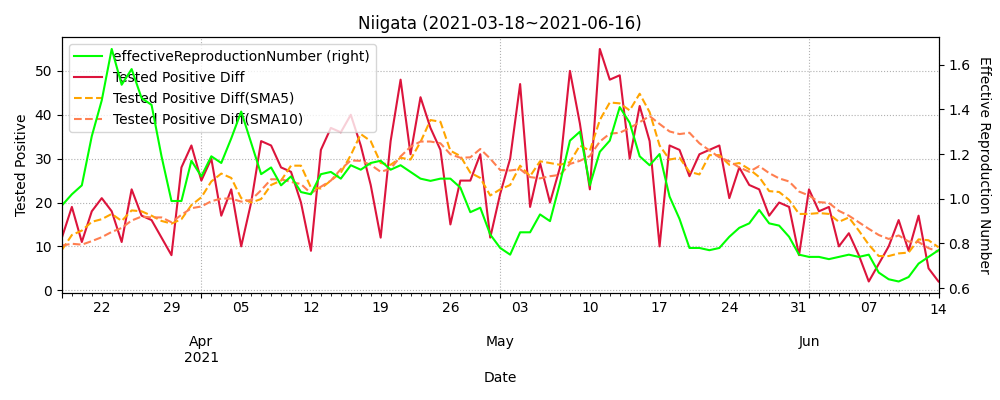 Niigata (2021-03-18~2021-06-16)
effectiveReproductionNumber (right)
Tested Positive Diff
Tested Positive Diff(SMA5)
Tested Positive Diff(SMA10)
Tested Positive
50
40
30
20
10
0
Effective Reproduction Number
1.6
1.4
1.2
1.0
0.8
0.6
22 29 05 12 19 26 03 10 17 24 31 07 14
Apr May Jun
2021
Date